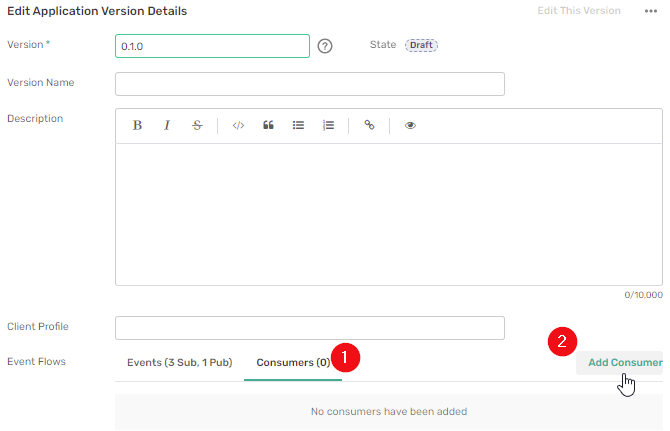 Edit Application Version Details Edit This Version
Version * 0.1.0 State Draft
Version Name
Description B I S
0/10,000
Client Profile
Event Flows Events (3 Sub, 1 Pub) Consumers (0) 1 2 Add Consumer
No consumers have been added